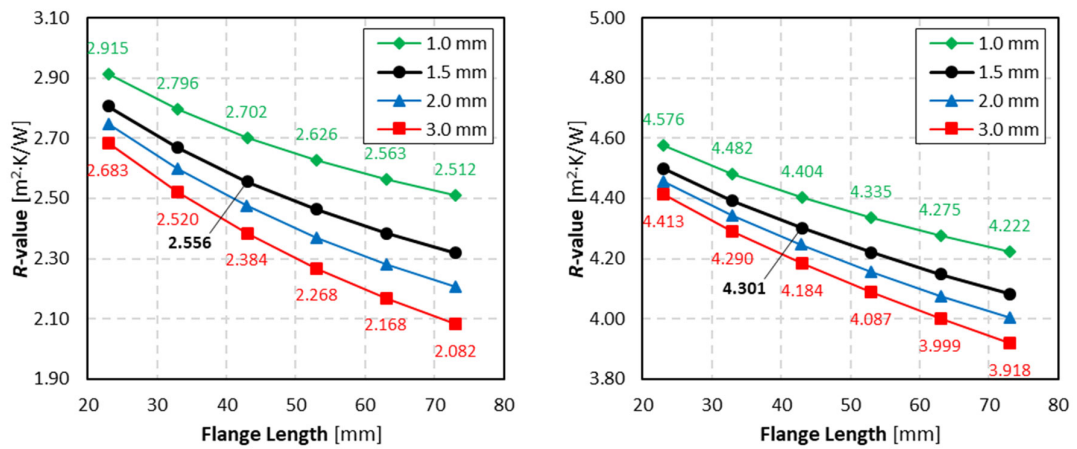 3.10
2.90
2.70
2.50
2.30
2.10
1.90
R-value [m²·K/W]
2.915
2.796
2.702
2.626
2.563
2.512
2.683
2.520
2.556
2.384
2.268
2.168
2.082
1.0 mm
1.5 mm
2.0 mm
3.0 mm
20 30 40 50 60 70 80
Flange Length [mm]
5.00
4.80
4.60
4.40
4.20
4.00
3.80
R-value [m²·K/W]
4.576
4.482
4.404
4.335
4.275
4.222
4.413
4.290
4.301
4.184
4.087
3.999
3.918
1.0 mm
1.5 mm
2.0 mm
3.0 mm
20 30 40 50 60 70 80
Flange Length [mm]